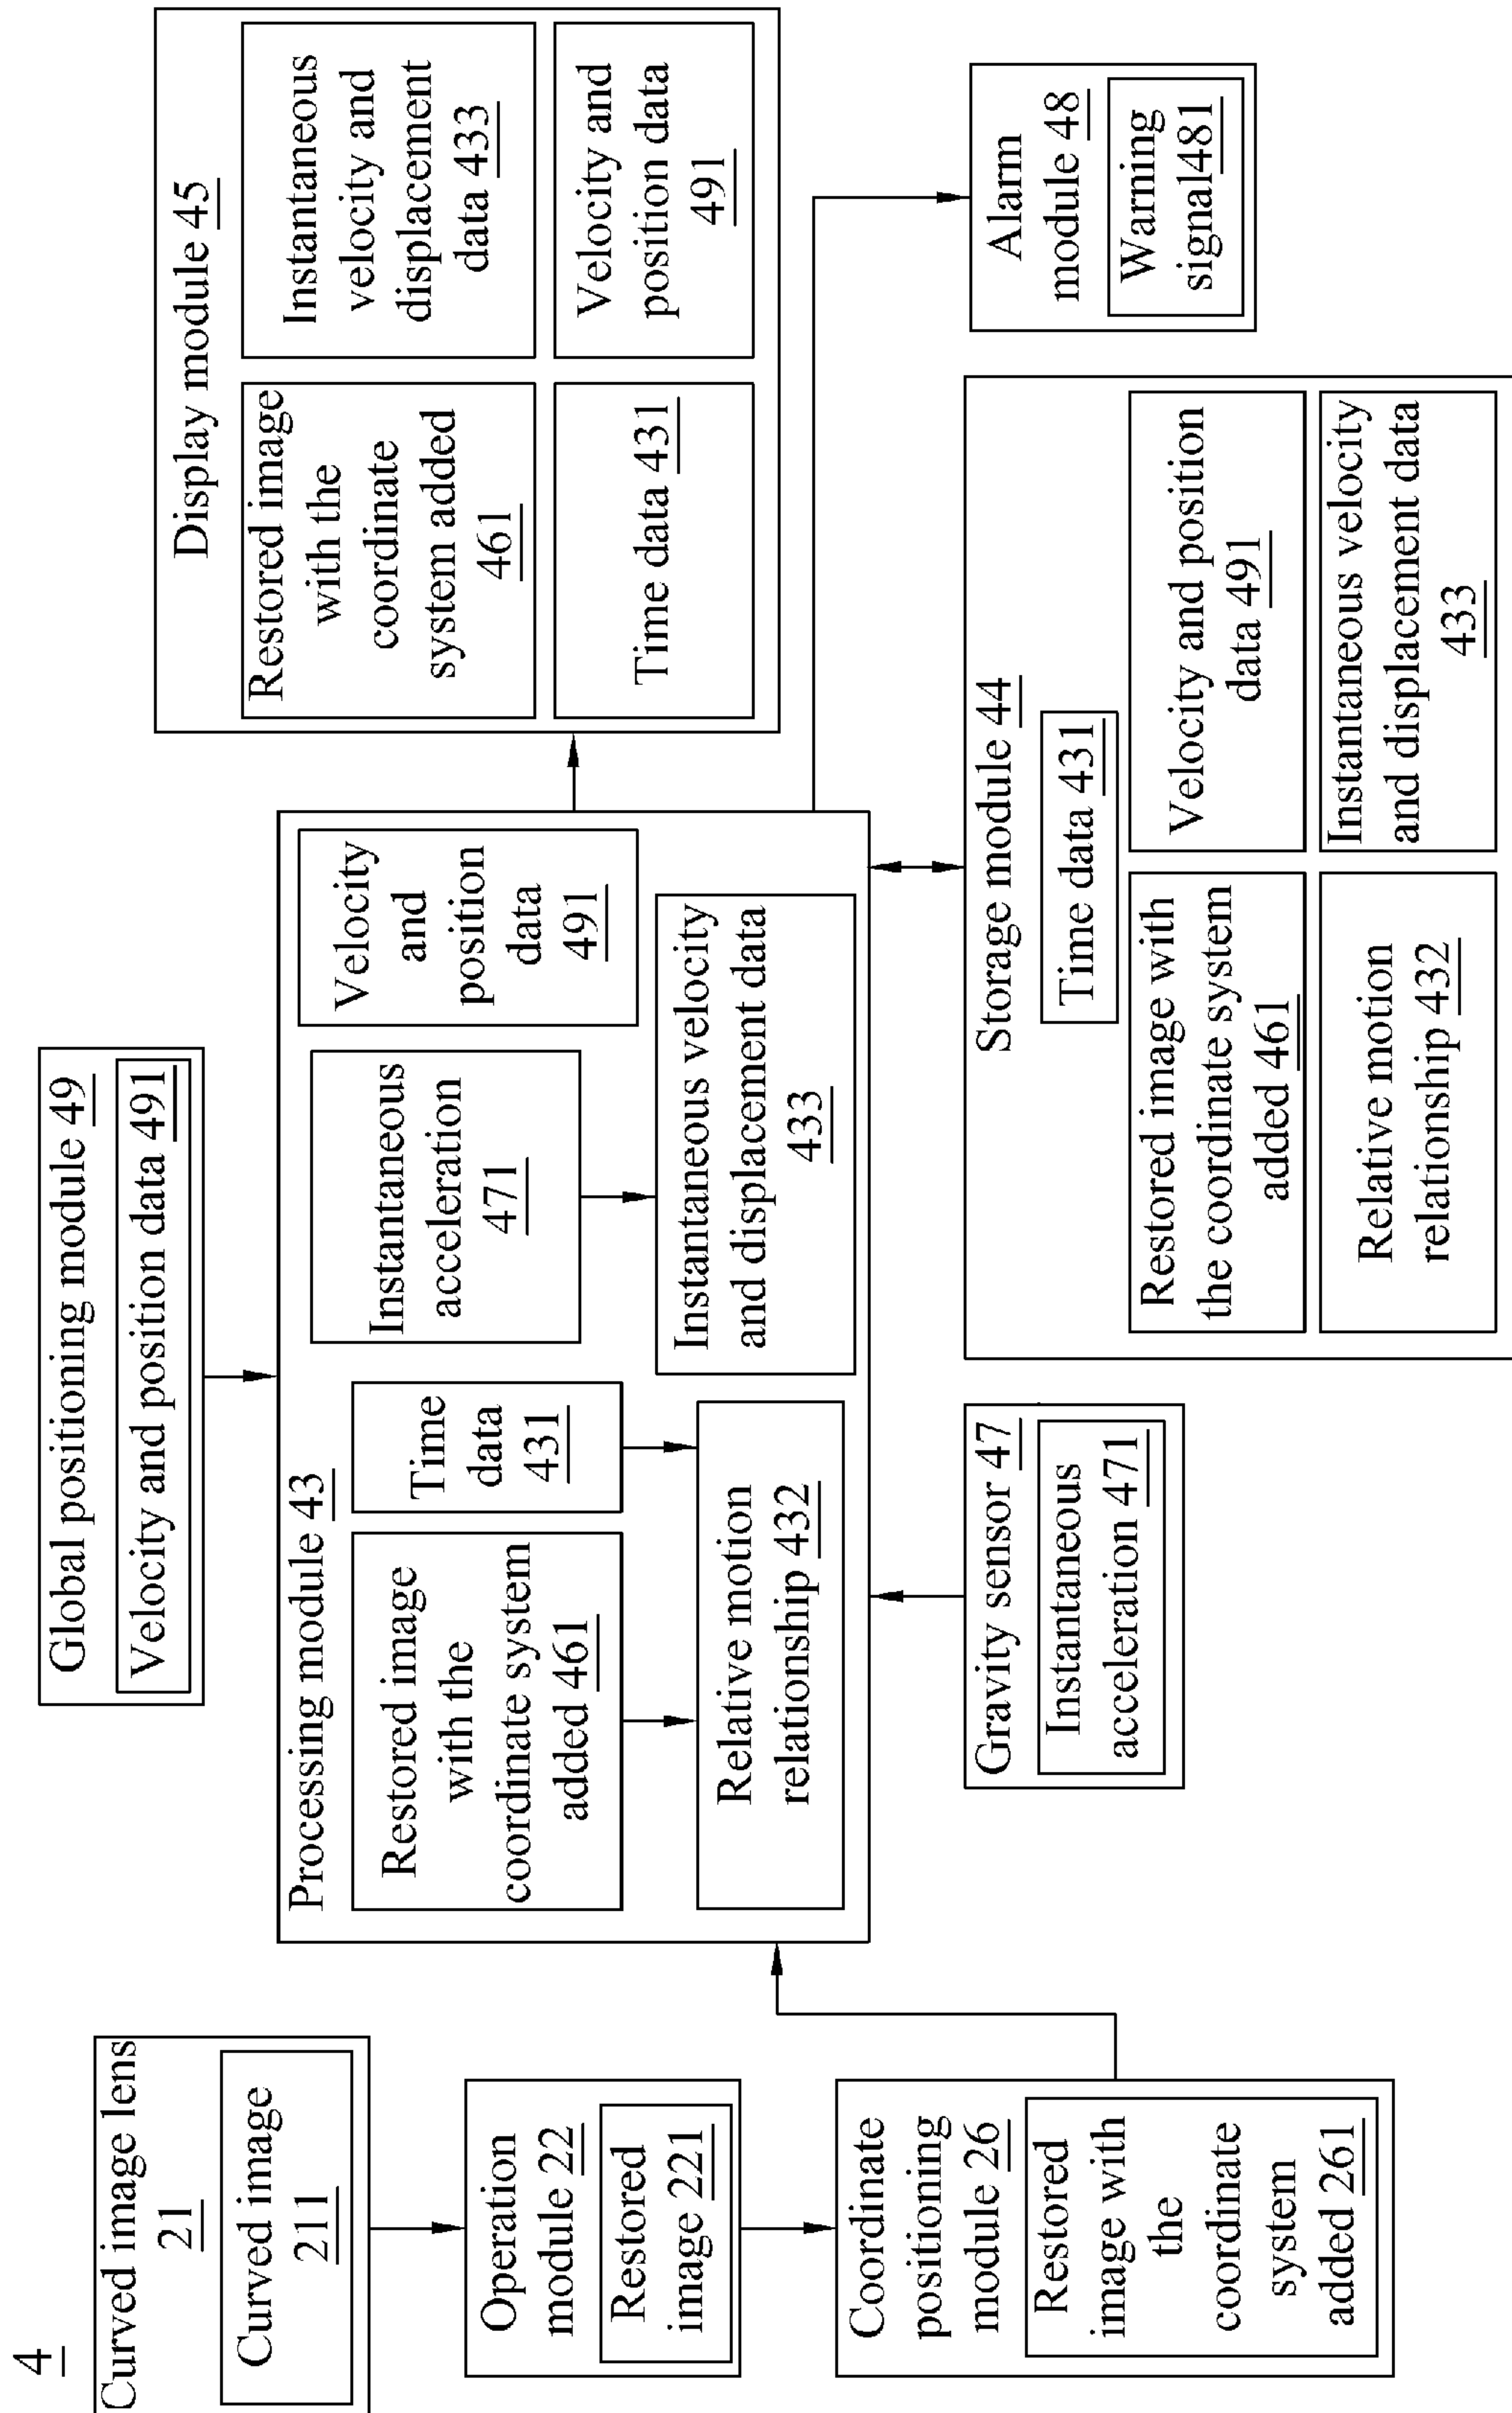 4
Curved image lens
21
Curved image
211
Operation
module 22
Restored
image 221
Coordinate
positioning
module 26
Restored
image with
the
coordinate
system
added 261
Global positioning module 49
Velocity and position data 491
Processing module 43
Restored image
with the
coordinate system
added 461
Time
data
431
Instantaneous
acceleration
471
Velocity
and
position
data
491
Relative motion
relationship 432
Instantaneous velocity
and displacement data
433
Gravity sensor 47
Instantaneous
acceleration 471
Display module 45
Restored image
with the
coordinate
system added
461
Instantaneous
velocity and
displacement
data 433
Time data 431
Velocity and
position data
491
Storage module 44
Time data 431
Restored image with
the coordinate system
added 461
Velocity and position
data 491
Relative motion
relationship 432
Instantaneous velocity
and displacement data
433
Alarm
module 48
Warning
signal481